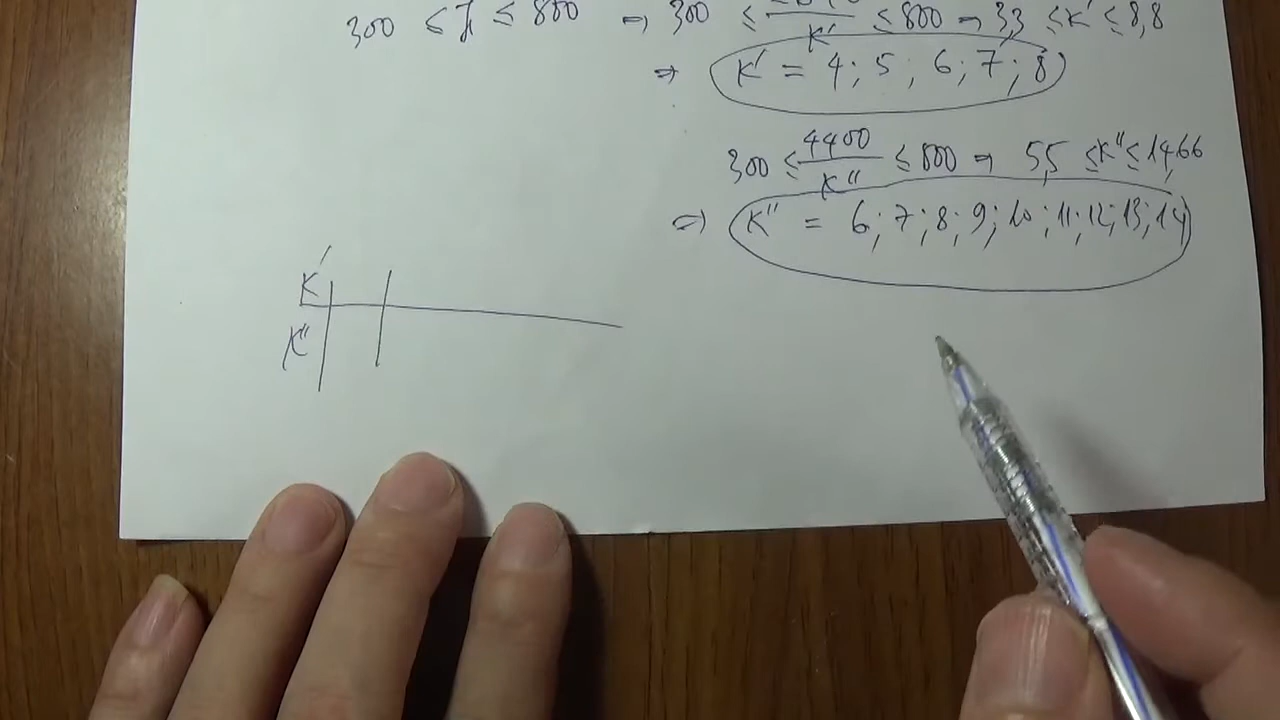 300 ≤ λ ≤ 800 ⇒ 300 ≤ /K' ≤ 800 ⇒ 3,3 ≤ K' ≤ 8,8
⇒ K' = 4; 5; 6; 7; 8
300 ≤ 4400/K'' ≤ 800 ⇒ 5,5 ≤ K'' ≤ 14,66
⇒ K'' = 6; 7; 8; 9; 10; 11; 12; 13; 14
K'
K''